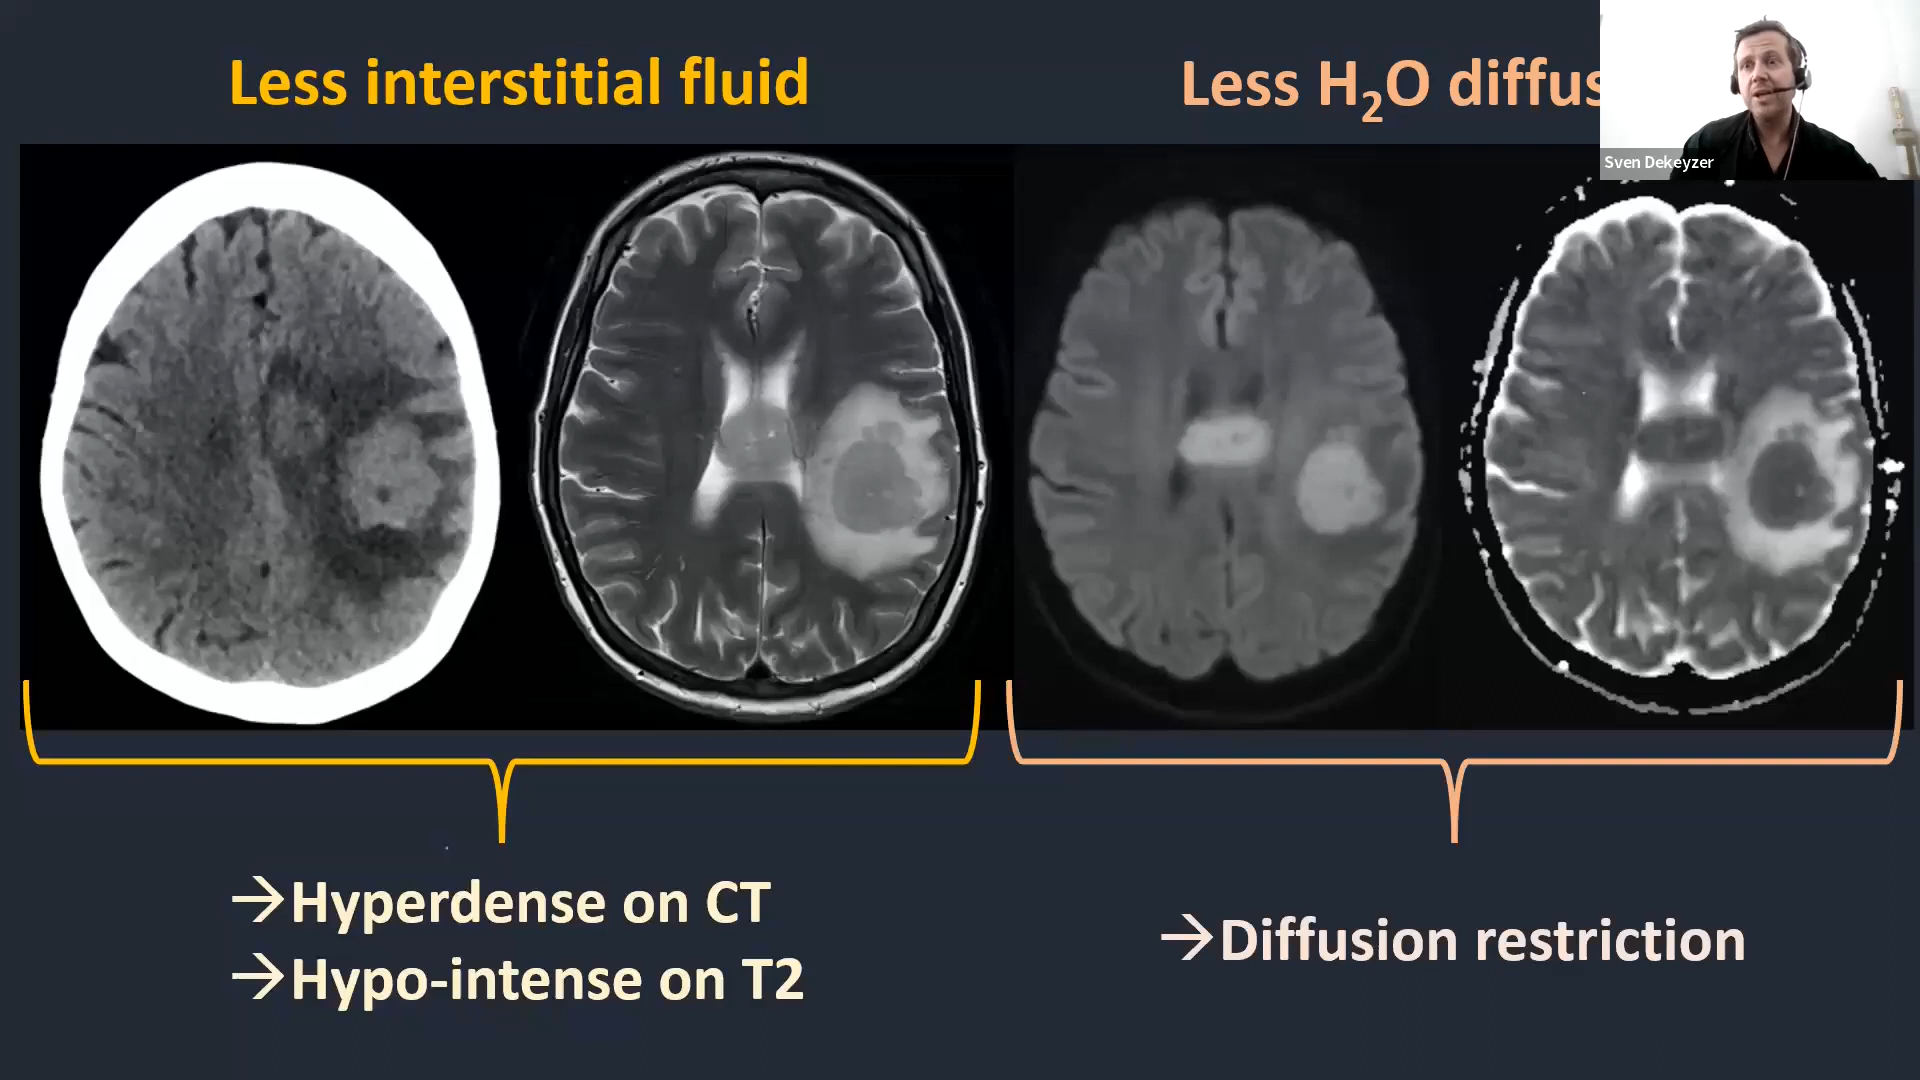 Less interstitial fluid
Less H₂O diffus
Sven Dekeyzer
→Hyperdense on CT
→Hypo-intense on T2
→Diffusion restriction